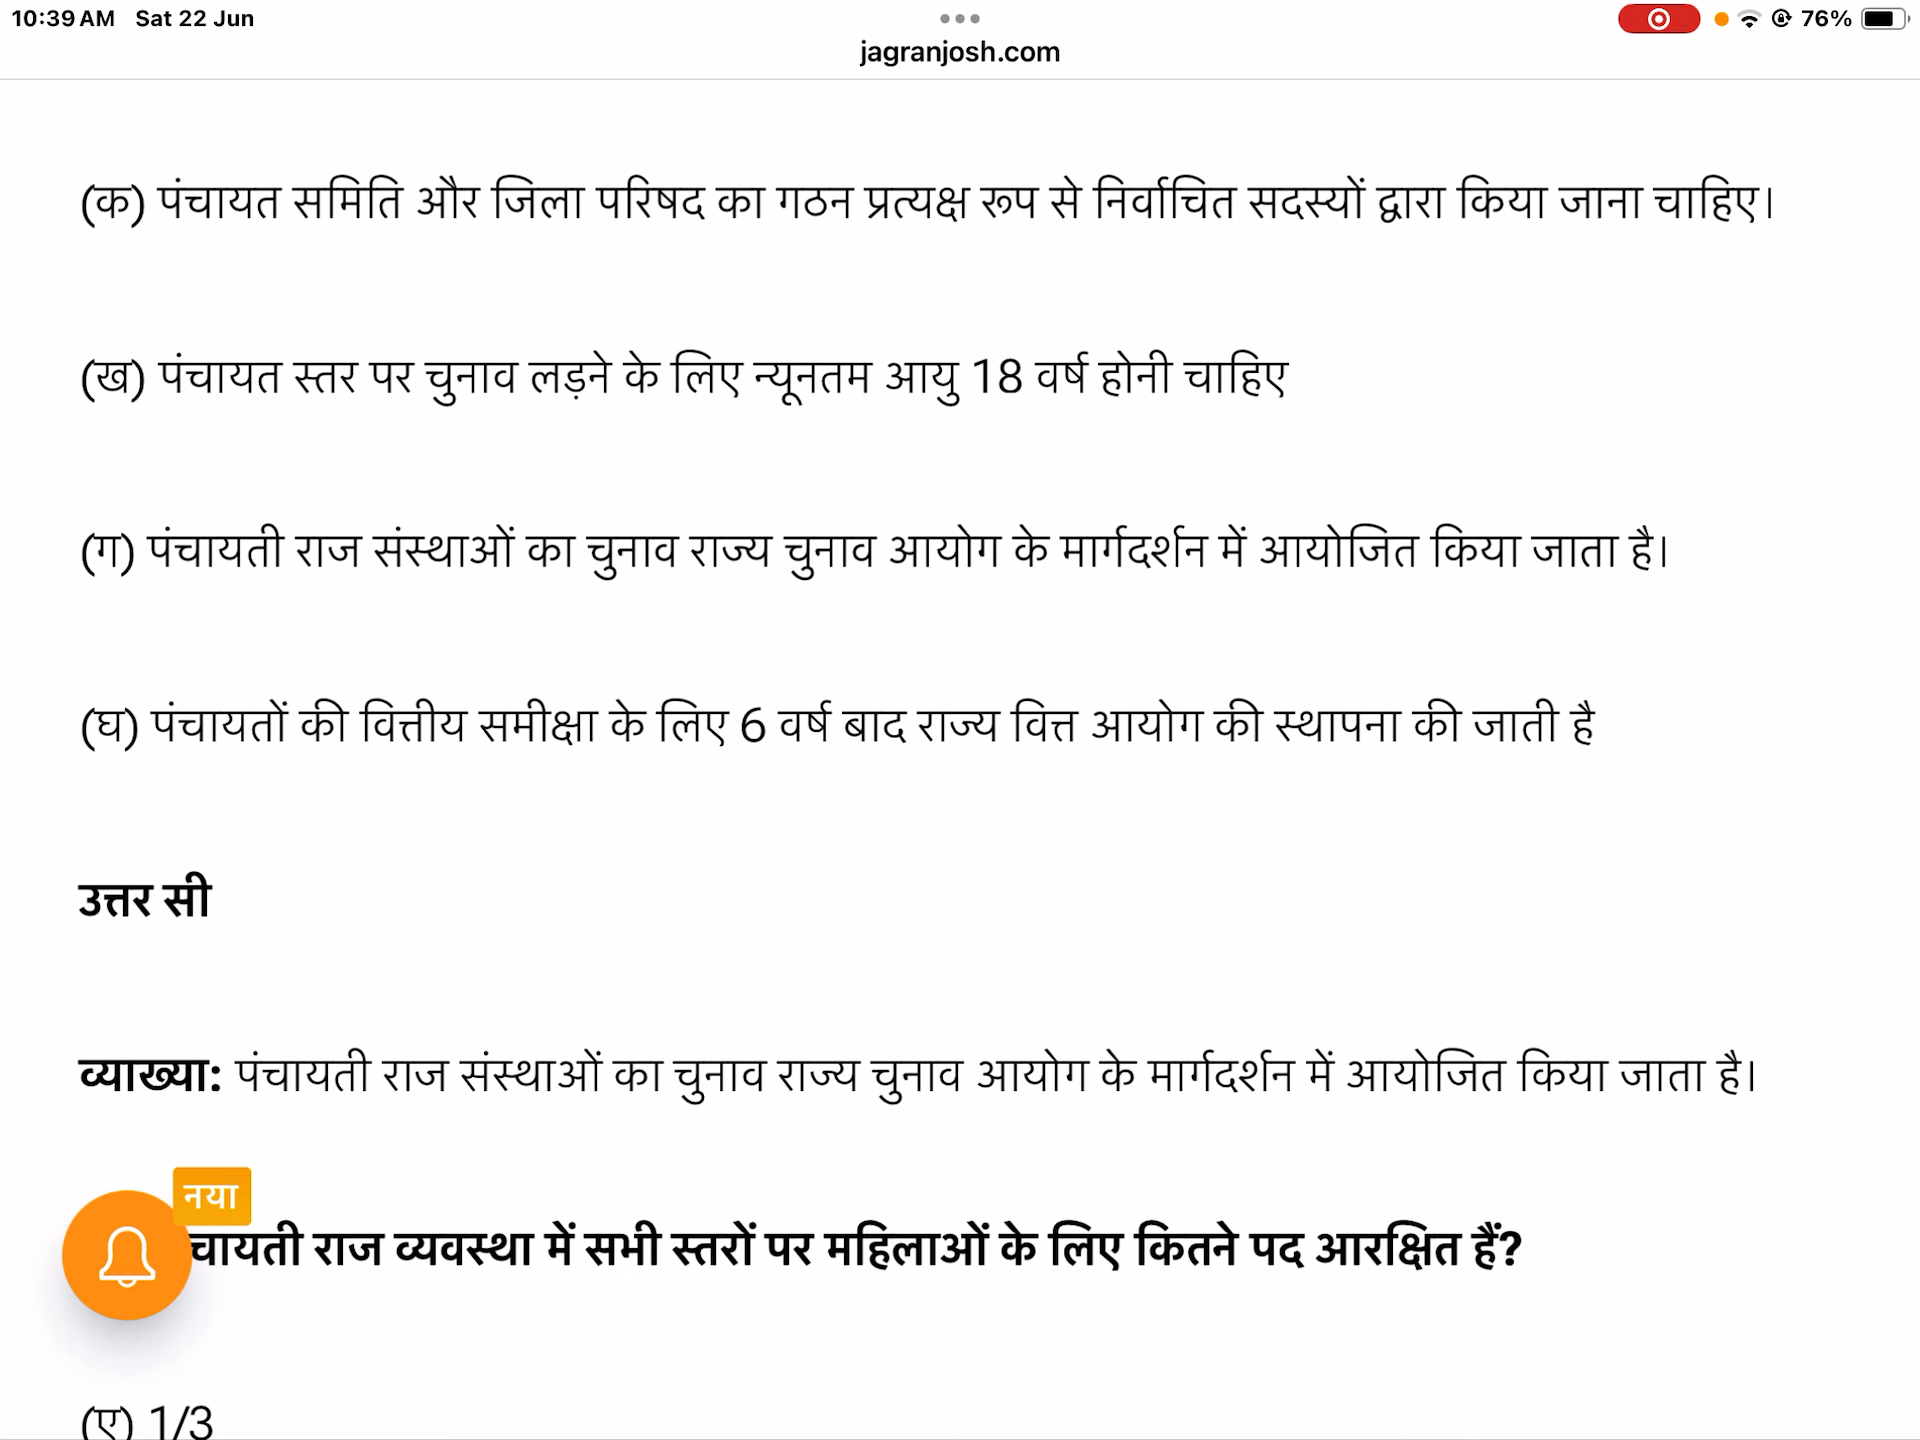 10:39 AM Sat 22 Jun
76%
jagranjosh.com
(क) पंचायत समिति और जिला परिषद का गठन प्रत्यक्ष रूप से निर्वाचित सदस्यों द्वारा किया जाना चाहिए।
(ख) पंचायत स्तर पर चुनाव लड़ने के लिए न्यूनतम आयु 18 वर्ष होनी चाहिए
(ग) पंचायती राज संस्थाओं का चुनाव राज्य चुनाव आयोग के मार्गदर्शन में आयोजित किया जाता है।
(घ) पंचायतों की वित्तीय समीक्षा के लिए 6 वर्ष बाद राज्य वित्त आयोग की स्थापना की जाती है
उत्तर सी
व्याख्या: पंचायती राज संस्थाओं का चुनाव राज्य चुनाव आयोग के मार्गदर्शन में आयोजित किया जाता है।
नया
चायती राज व्यवस्था में सभी स्तरों पर महिलाओं के लिए कितने पद आरक्षित हैं?
(ए) 1/3